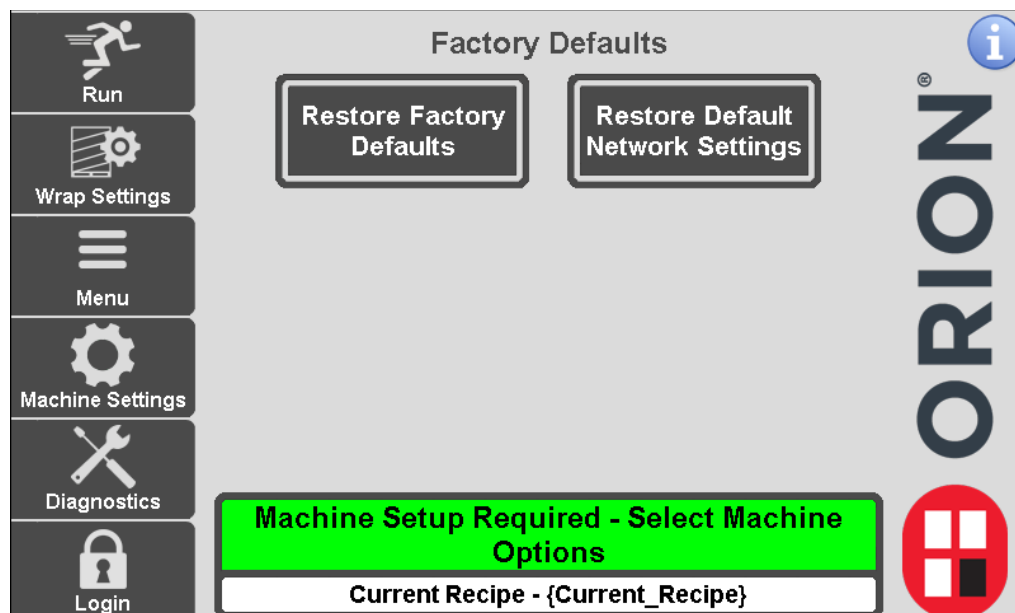 Run
Wrap Settings
Menu
Machine Settings
Diagnostics
Login
Factory Defaults
Restore Factory
Defaults
Restore Default
Network Settings
Machine Setup Required - Select Machine
Options
Current Recipe - {Current_Recipe}
i
ORION®